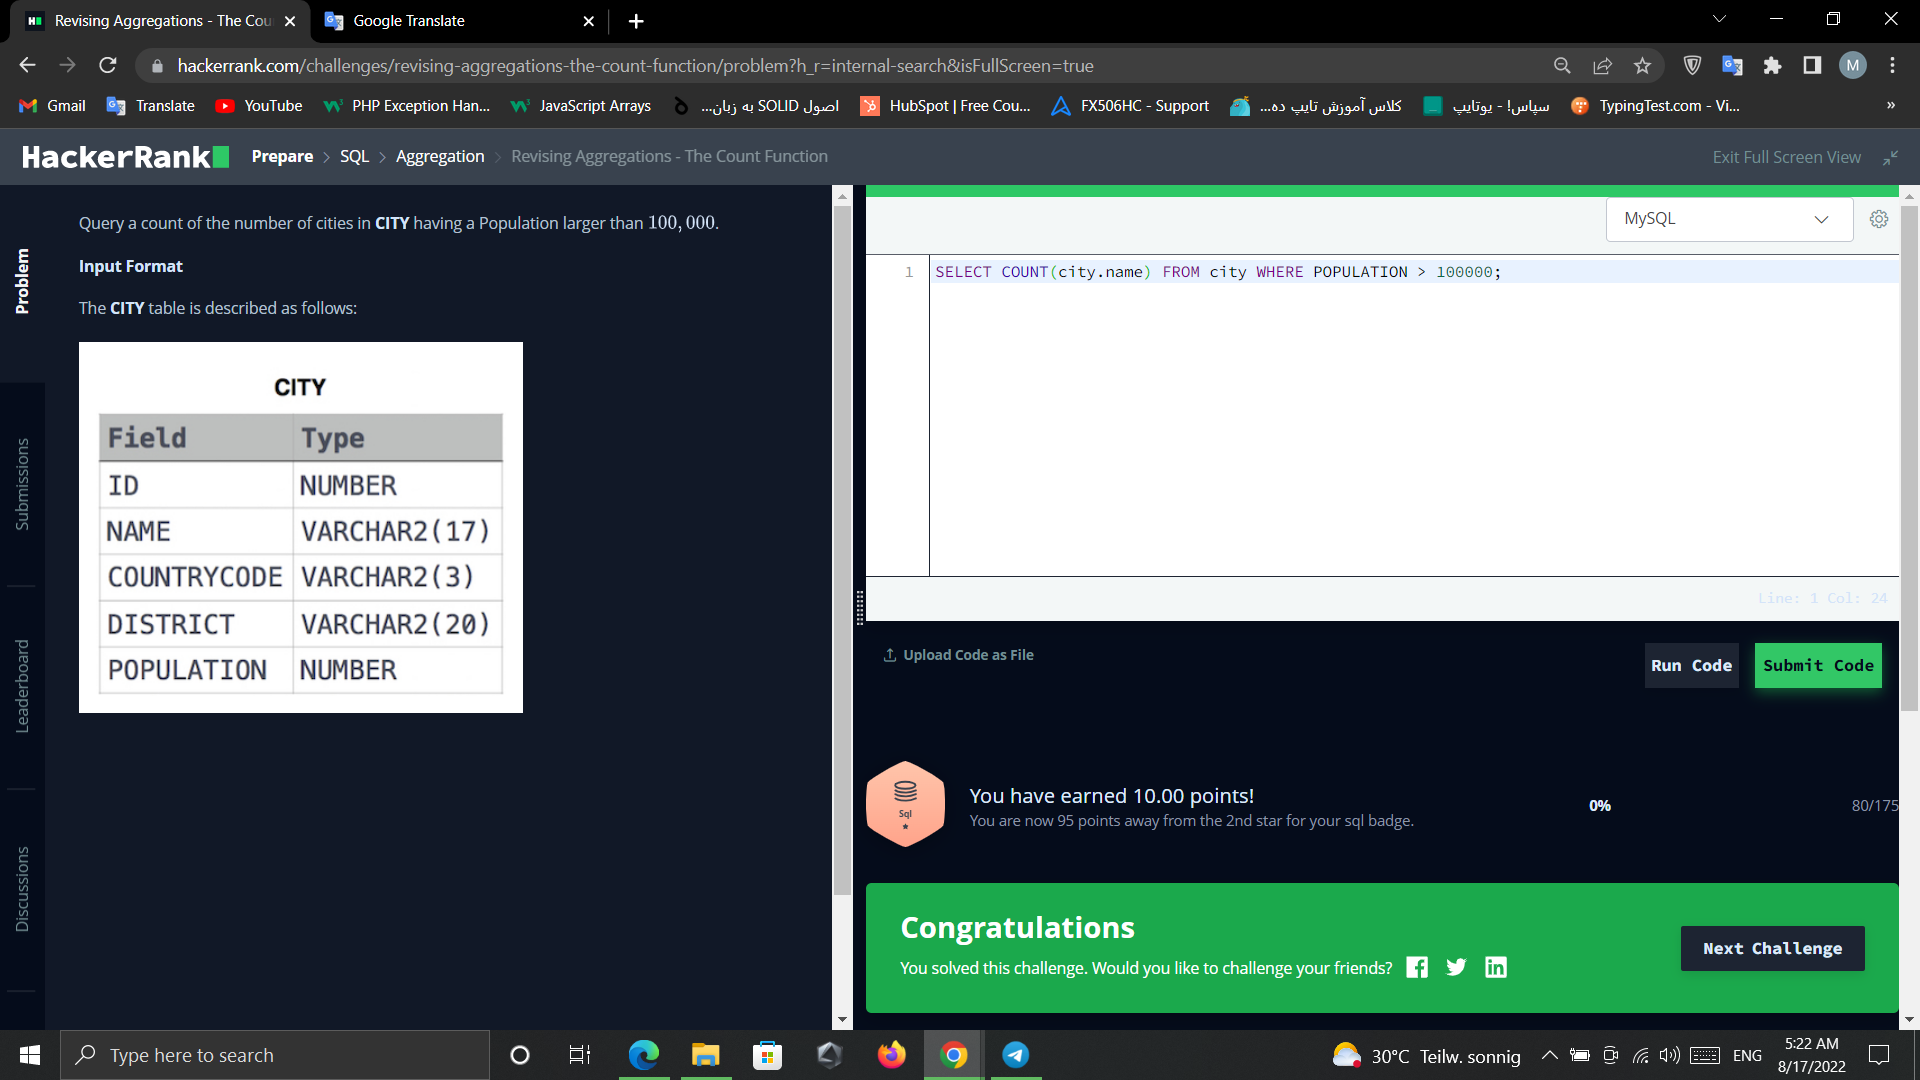 Revising Aggregations - The Cou
Google Translate
hackerrank.com/challenges/revising-aggregations-the-count-function/problem?h_r=internal-search&isFullScreen=true
M
Gmail
Translate
YouTube
PHP Exception Han...
JavaScript Arrays
اصول SOLID به زبان...
HubSpot | Free Cou...
FX506HC - Support
کلاس آموزش تایپ ده...
سپاس! - یوتایپ
TypingTest.com - Vi...
»
HackerRank
Prepare > SQL > Aggregation > Revising Aggregations - The Count Function
Exit Full Screen View
Problem
Submissions
Leaderboard
Discussions
Query a count of the number of cities in CITY having a Population larger than 100,000.
Input Format
The CITY table is described as follows:
CITY
Field Type
ID NUMBER
NAME VARCHAR2(17)
COUNTRYCODE VARCHAR2(3)
DISTRICT VARCHAR2(20)
POPULATION NUMBER
MySQL
1 SELECT COUNT(city.name) FROM city WHERE POPULATION > 100000;
Line: 1 Col: 24
Upload Code as File
Run Code
Submit Code
Sql
You have earned 10.00 points!
You are now 95 points away from the 2nd star for your sql badge.
0%
80/175
Congratulations
You solved this challenge. Would you like to challenge your friends?
Next Challenge
Type here to search
30°C Teilw. sonnig
ENG
5:22 AM
8/17/2022